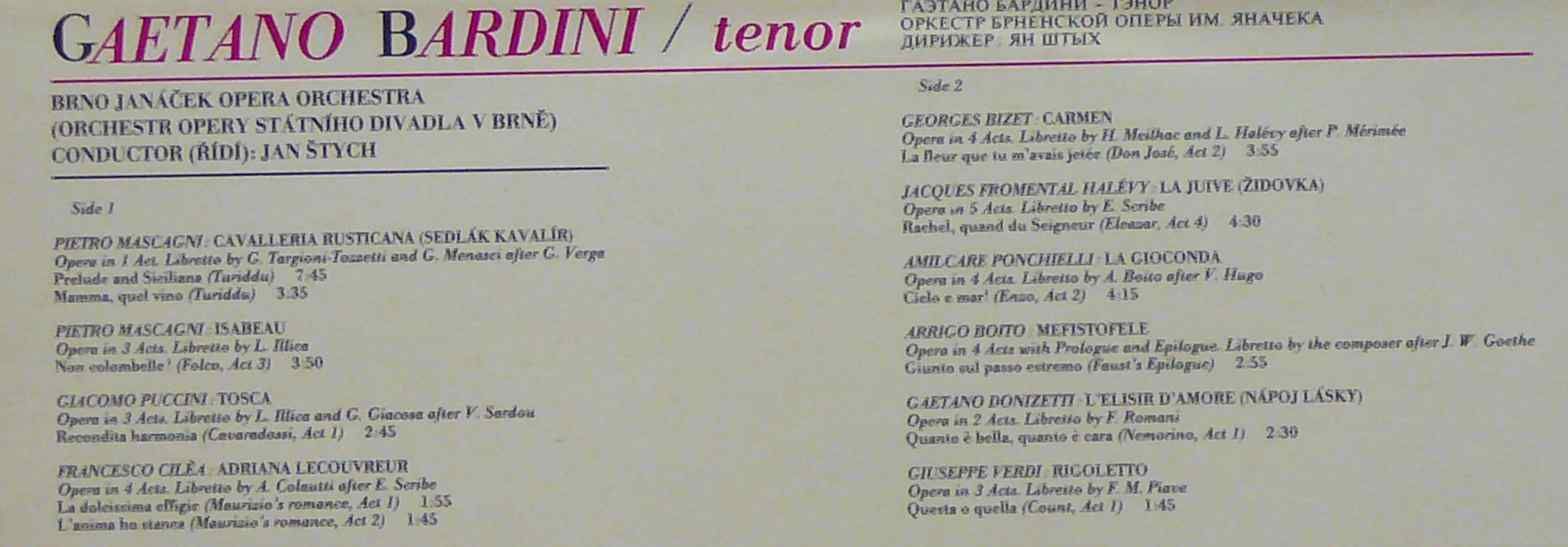 GAETANO BARDINI / tenor
ГАЭТАНО БАРДИНИ – ТЭНОР
ОРКЕСТР БРНЕНСКОЙ ОПЕРЫ ИМ. ЯНАЧЕКА
ДИРИЖЕР: ЯН ШТЫХ
BRNO JANÁČEK OPERA ORCHESTRA
(ORCHESTR OPERY STÁTNÍHO DIVADLA V BRNĚ)
CONDUCTOR (ŘÍDÍ): JAN ŠTYCH
Side 1
PIETRO MASCAGNI: CAVALLERIA RUSTICANA (SEDLÁK KAVALÍR)
Opera in 1 Act. Libretto by G. Targioni-Tozzetti and G. Menasci after G. Verga
Prelude and Siciliana (Turiddu) 7:45
Mamma, quel vino (Turiddu) 3:35
PIETRO MASCAGNI: ISABEAU
Opera in 3 Acts. Libretto by L. Illica
Non colombelle! (Folco, Act 3) 3:50
GIACOMO PUCCINI: TOSCA
Opera in 3 Acts. Libretto by L. Illica and G. Giacosa after V. Sardou
Recondita harmonia (Cavaradossi, Act 1) 2:45
FRANCESCO CILÈA: ADRIANA LECOUVREUR
Opera in 4 Acts. Libretto by A. Colautti after E. Scribe
La dolcissima effigie (Maurizio's romance, Act 1) 1:55
L'anima ho stanca (Maurizio's romance, Act 2) 1:45
Side 2
GEORGES BIZET: CARMEN
Opera in 4 Acts. Libretto by H. Meilhac and L. Halévy after P. Mérimée
La fleur que tu m'avais jetée (Don José, Act 2) 3:55
JACQUES FROMENTAL HALÉVY: LA JUIVE (ŽIDOVKA)
Opera in 5 Acts. Libretto by E. Scribe
Rachel, quand du Seigneur (Eleazar, Act 4) 4:30
AMILCARE PONCHIELLI: LA GIOCONDA
Opera in 4 Acts. Libretto by A. Boito after V. Hugo
Cielo e mar! (Enzo, Act 2) 4:15
ARRIGO BOITO: MEFISTOFELE
Opera in 4 Acts with Prologue and Epilogue. Libretto by the composer after J. W. Goethe
Giunto sul passo estremo (Faust's Epilogue) 2:55
GAETANO DONIZETTI: L'ELISIR D'AMORE (NÁPOJ LÁSKY)
Opera in 2 Acts. Libretto by F. Romani
Quanto è bella, quanto è cara (Nemorino, Act 1) 2:30
GIUSEPPE VERDI: RIGOLETTO
Opera in 3 Acts. Libretto by F. M. Piave
Questa o quella (Count, Act 1) 1:45